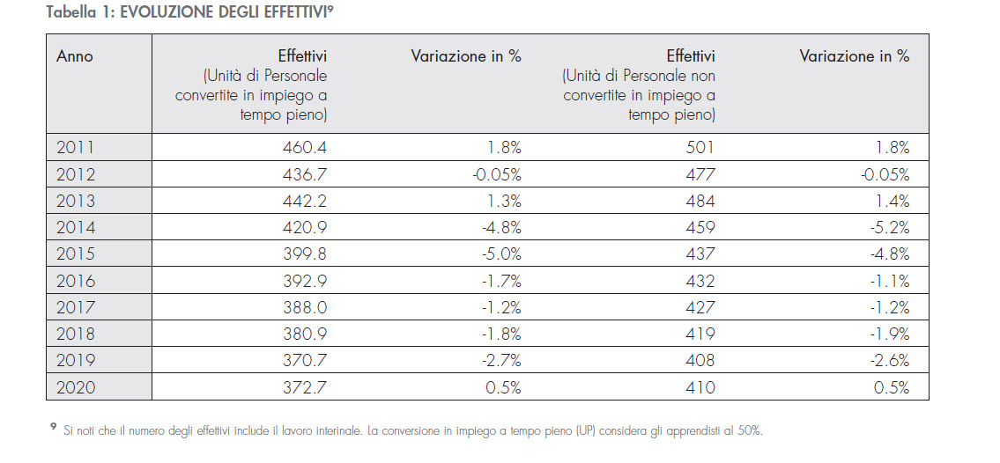 Tabella 1: EVOLUZIONE DEGLI EFFETTIVI⁹
Anno Effettivi Variazione in % Effettivi Variazione in %
(Unità di Personale (Unità di Personale non
convertite in impiego a convertite in impiego a
tempo pieno) tempo pieno)
2011 460.4 1.8% 501 1.8%
2012 436.7 -0.05% 477 -0.05%
2013 442.2 1.3% 484 1.4%
2014 420.9 -4.8% 459 -5.2%
2015 399.8 -5.0% 437 -4.8%
2016 392.9 -1.7% 432 -1.1%
2017 388.0 -1.2% 427 -1.2%
2018 380.9 -1.8% 419 -1.9%
2019 370.7 -2.7% 408 -2.6%
2020 372.7 0.5% 410 0.5%
⁹ Si noti che il numero degli effettivi include il lavoro interinale. La conversione in impiego a tempo pieno (UP) considera gli apprendisti al 50%.